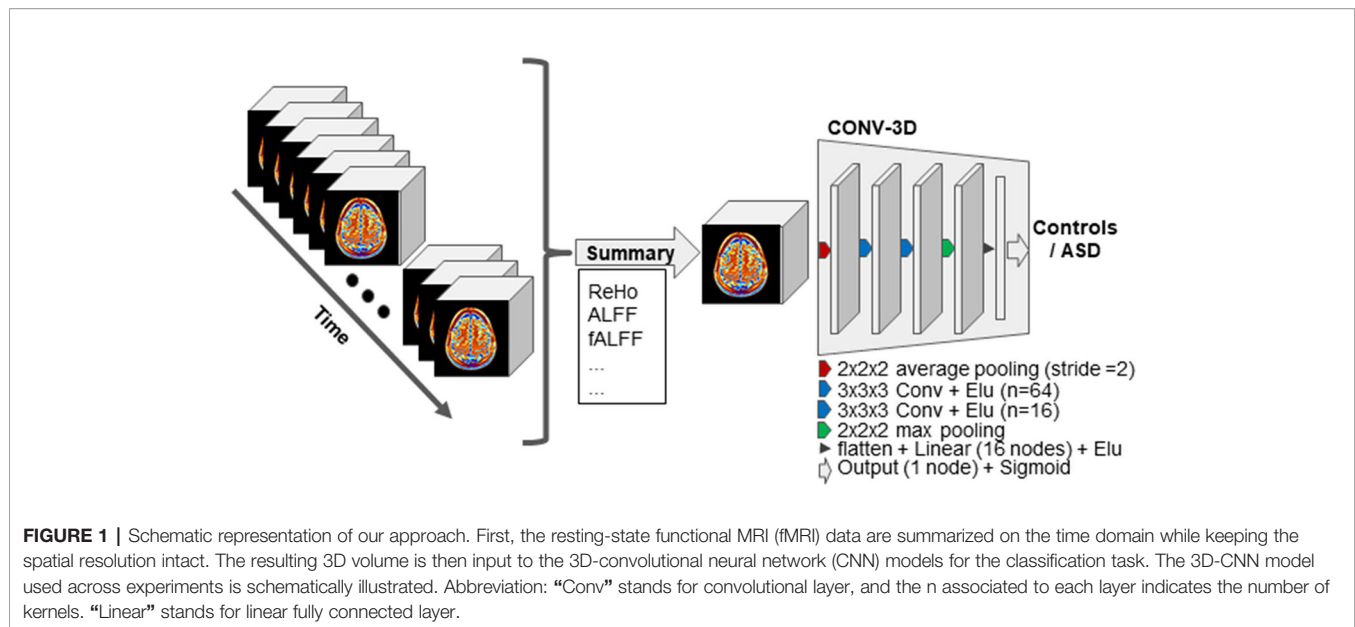 Time
Summary
ReHo
ALFF
fALFF
...
...
CONV-3D
Controls
/ ASD
2x2x2 average pooling (stride =2)
3x3x3 Conv + Elu (n=64)
3x3x3 Conv + Elu (n=16)
2x2x2 max pooling
flatten + Linear (16 nodes) + Elu
Output (1 node) + Sigmoid
FIGURE 1 | Schematic representation of our approach. First, the resting-state functional MRI (fMRI) data are summarized on the time domain while keeping the
spatial resolution intact. The resulting 3D volume is then input to the 3D-convolutional neural network (CNN) models for the classification task. The 3D-CNN model
used across experiments is schematically illustrated. Abbreviation: “Conv” stands for convolutional layer, and the n associated to each layer indicates the number of
kernels. “Linear” stands for linear fully connected layer.